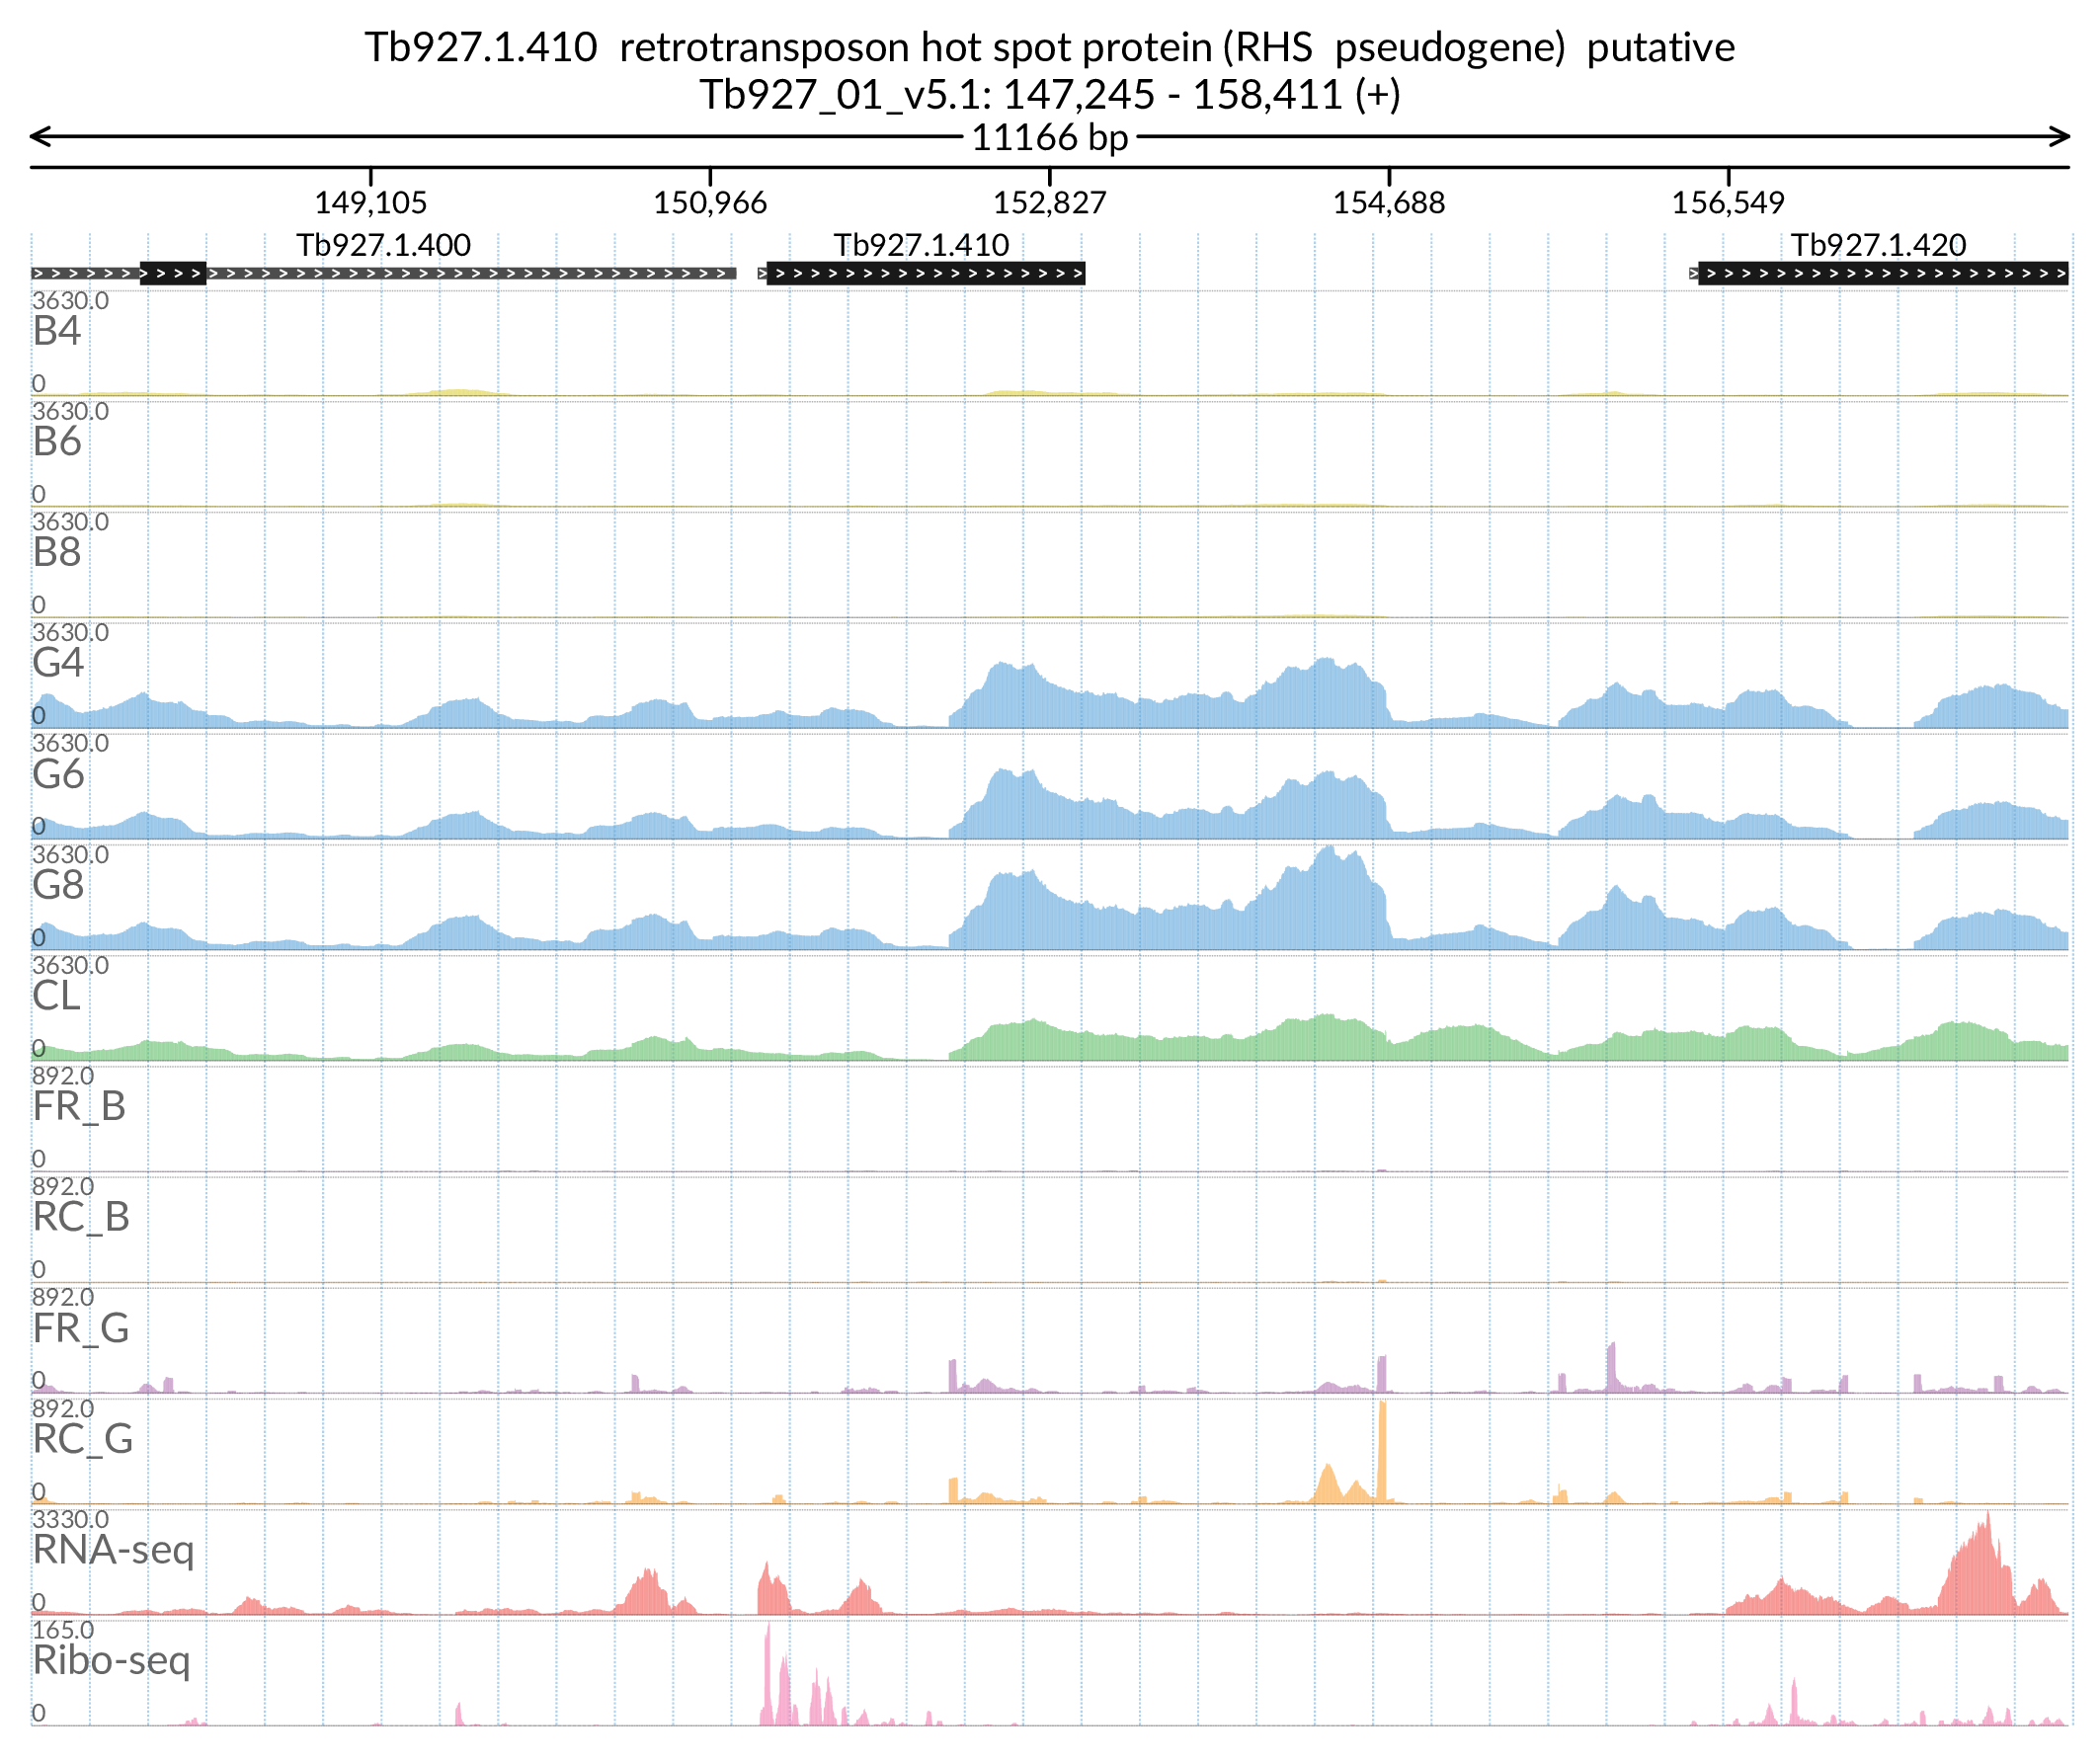 Tb927.1.410  retrotransposon hot spot protein (RHS  pseudogene)  putative
Tb927_01_v5.1: 147,245 - 158,411 (+)
11166 bp
149,105 150,966 152,827 154,688 156,549
Tb927.1.400 Tb927.1.410 Tb927.1.420
3630.0
B4
0
3630.0
B6
0
3630.0
B8
0
3630.0
G4
0
3630.0
G6
0
3630.0
G8
0
3630.0
CL
0
892.0
FR_B
0
892.0
RC_B
0
892.0
FR_G
0
892.0
RC_G
0
3330.0
RNA-seq
0
165.0
Ribo-seq
0